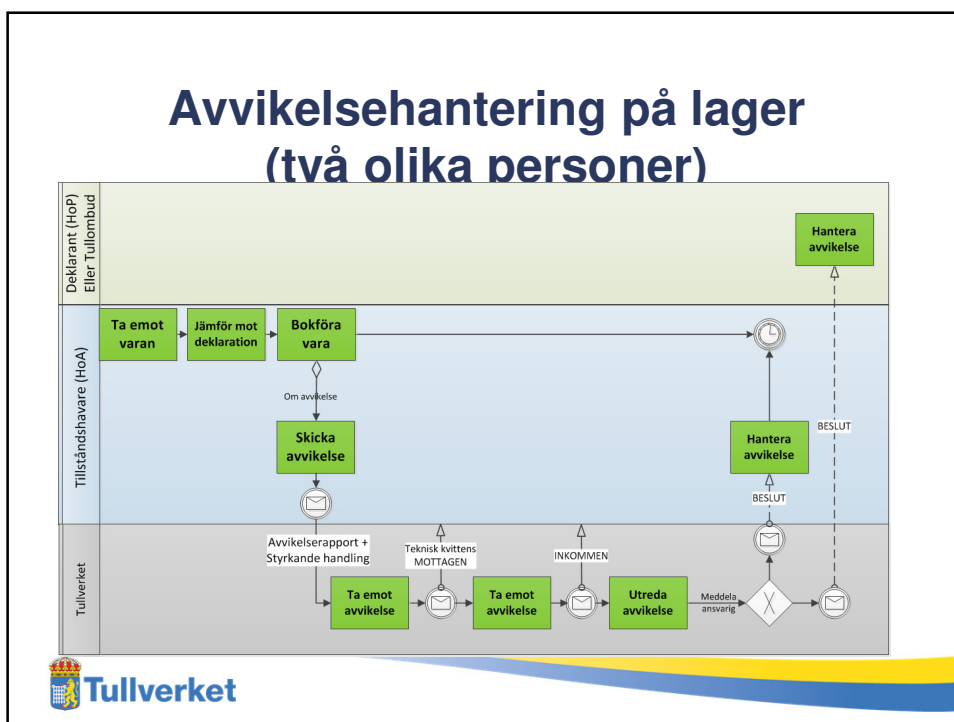 Avvikelsehantering på lager
(två olika personer)
Deklarant (HoP)
Eller Tullombud
Hantera
avvikelse
Tillståndshavare (HoA)
Ta emot
varan
Jämför mot
deklaration
Bokföra
vara
Om avvikelse
Skicka
avvikelse
Hantera
avvikelse
BESLUT
BESLUT
Tullverket
Avvikelserapport +
Styrkande handling
Teknisk kvittens
MOTTAGEN
INKOMMEN
Ta emot
avvikelse
Ta emot
avvikelse
Utreda
avvikelse
Meddela
ansvarig
Tullverket